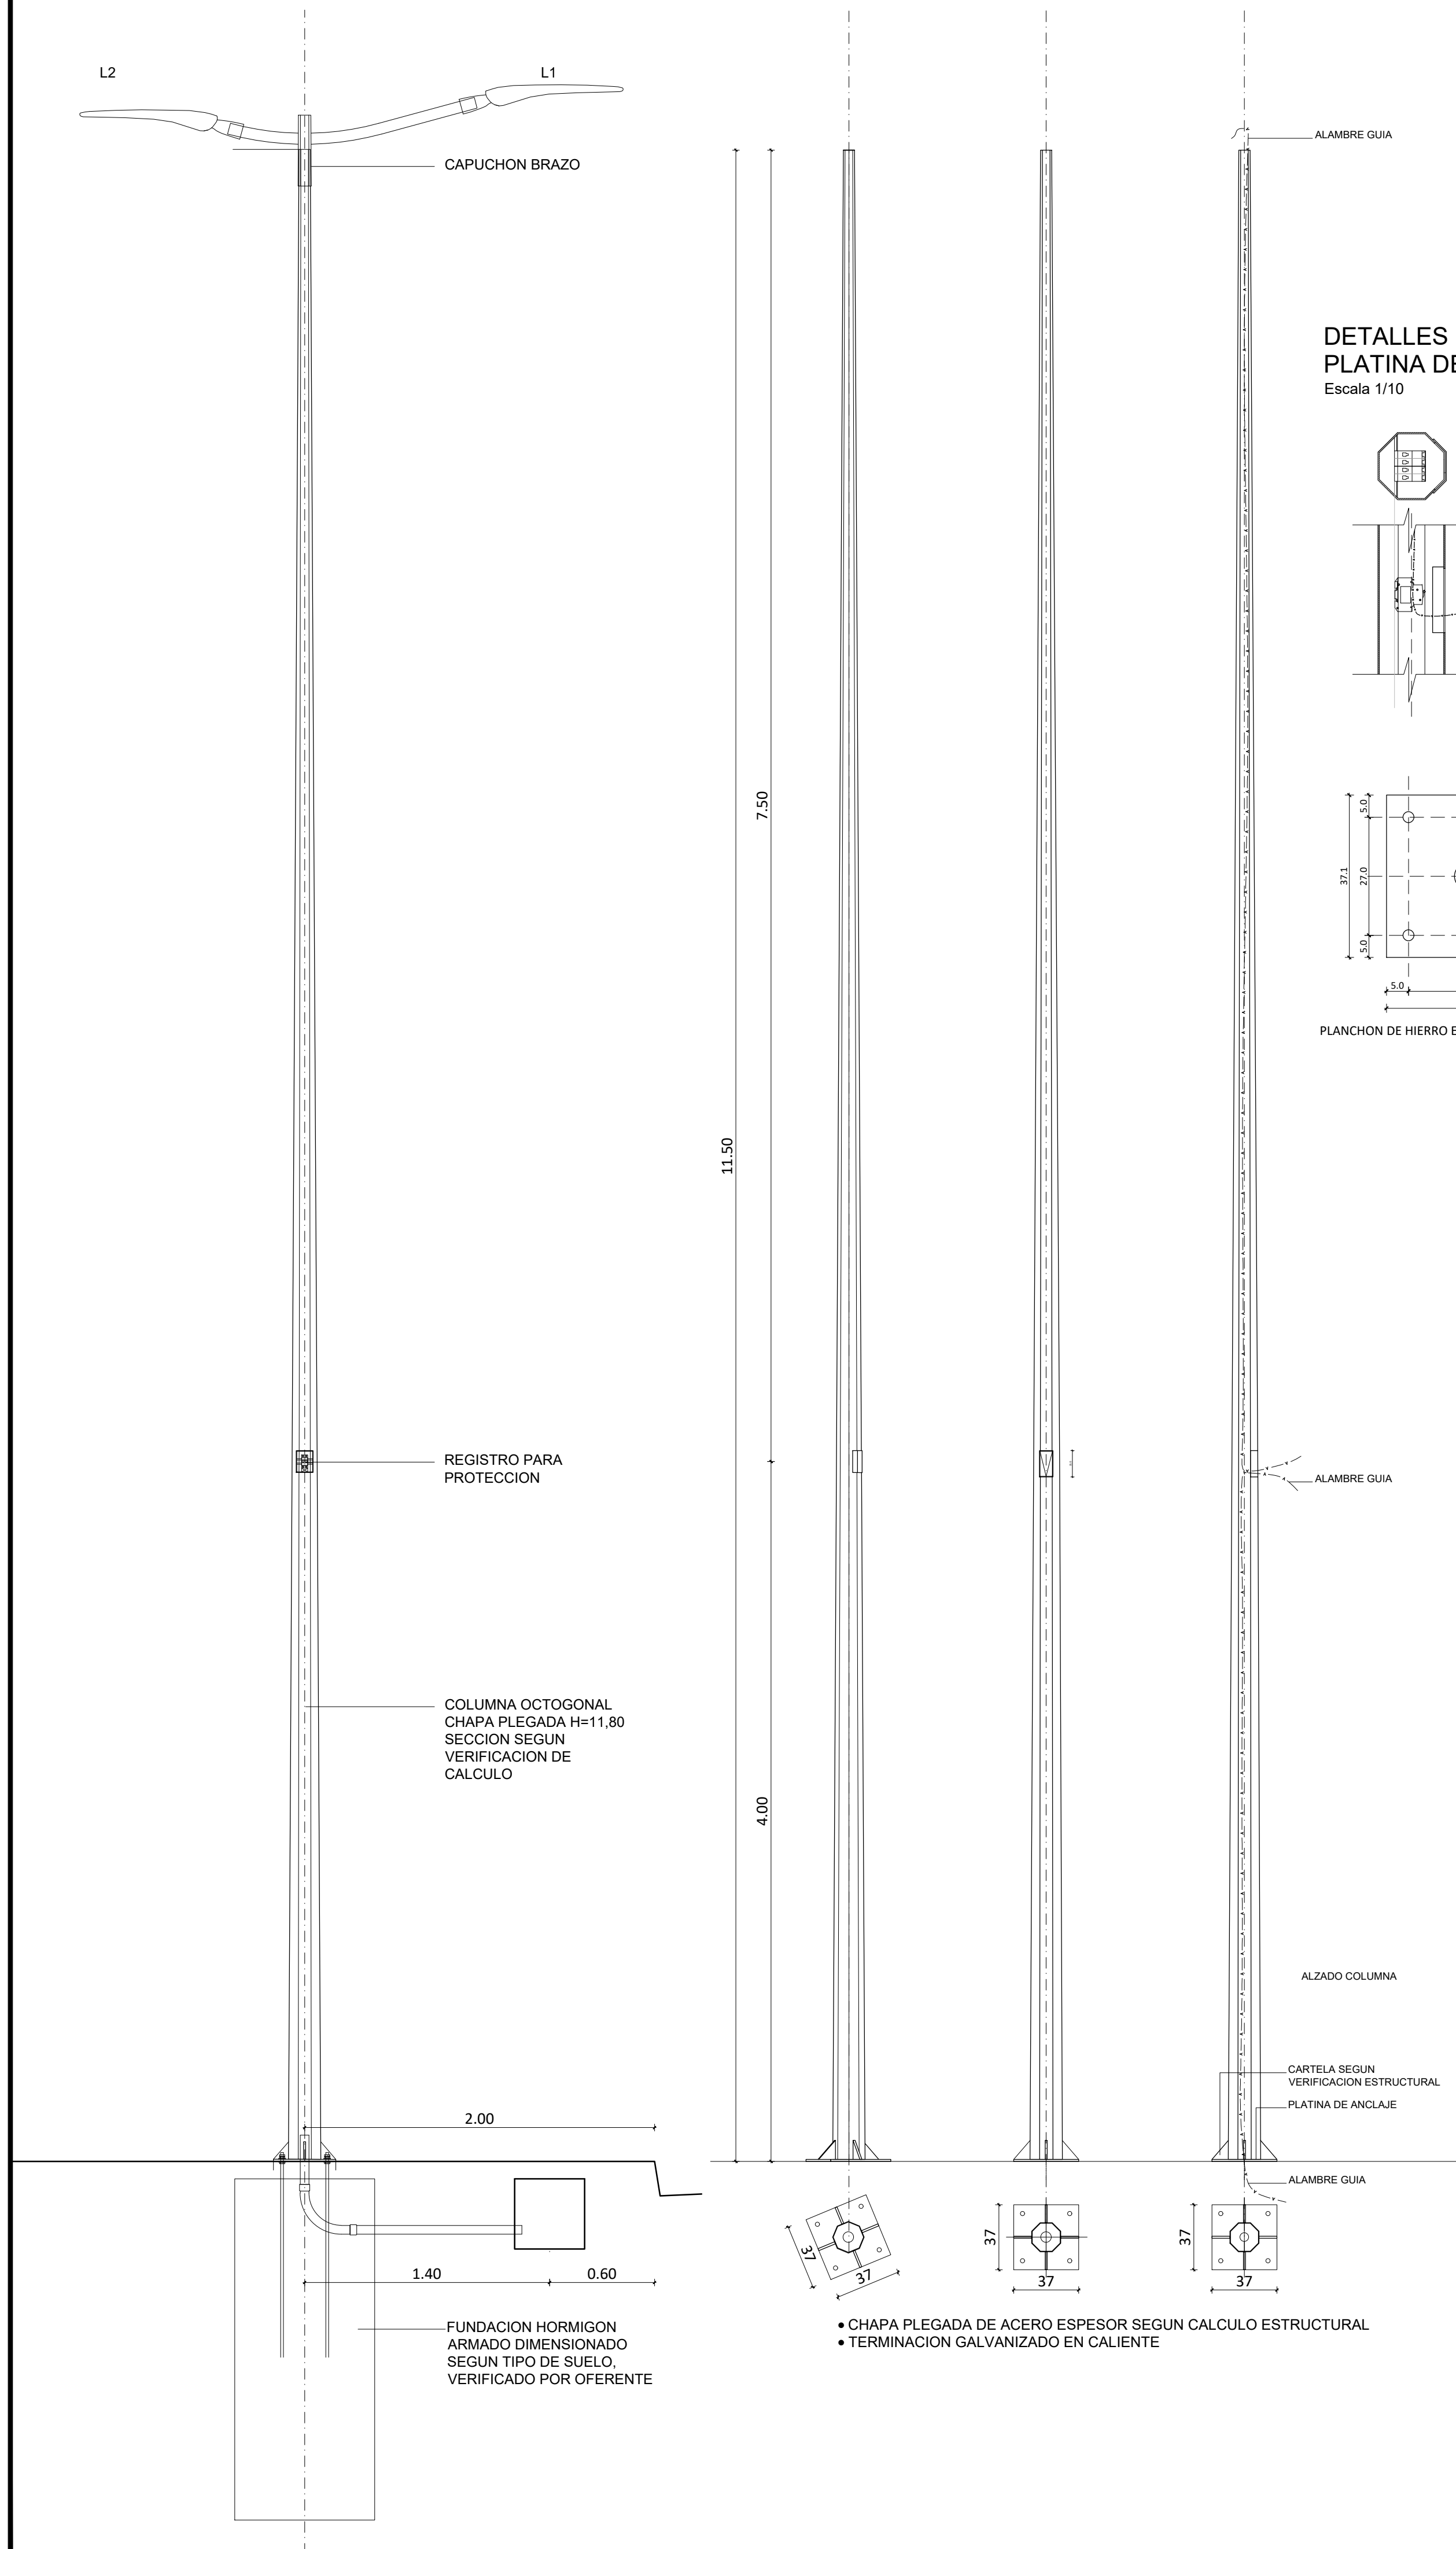 L2
L1
CAPUCHON BRAZO
ALAMBRE GUIA
DETALLES
PLATINA DE
Escala 1/10
7.50
11.50
37.1
5.0
27.0
5.0
5.0
PLANCHON DE HIERRO E
REGISTRO PARA
PROTECCION
ALAMBRE GUIA
COLUMNA OCTOGONAL
CHAPA PLEGADA H=11,80
SECCION SEGUN
VERIFICACION DE
CALCULO
4.00
ALZADO COLUMNA
CARTELA SEGUN
VERIFICACION ESTRUCTURAL
PLATINA DE ANCLAJE
2.00
ALAMBRE GUIA
1.40
0.60
37
37
37
37
37
37
FUNDACION HORMIGON
ARMADO DIMENSIONADO
SEGUN TIPO DE SUELO,
VERIFICADO POR OFERENTE
• CHAPA PLEGADA DE ACERO ESPESOR SEGUN CALCULO ESTRUCTURAL
• TERMINACION GALVANIZADO EN CALIENTE